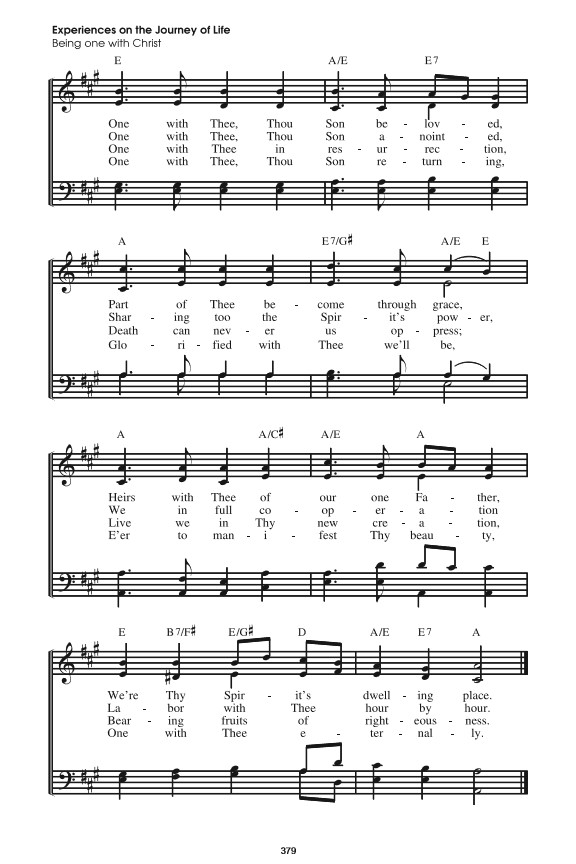 Experiences on the Journey of Life
Being one with Christ
E A/E E7
One with Thee, Thou Son be - lov - ed,
One with Thee, Thou Son a - noint - ed,
One with Thee in res - ur - rec - tion,
One with Thee, Thou Son re - turn - ing,
A E7/G♯ A/E E
Part of Thee be - come through grace,
Shar - ing too the Spir - it's pow - er,
Death can nev - er us op - press;
Glo - ri - fied with Thee we'll be,
A A/C♯ A/E A
Heirs with Thee of our one Fa - ther,
We in full co - op - er - a - tion
Live we in Thy new cre - a - tion,
E'er to man - i - fest Thy beau - ty,
E B7/F♯ E/G♯ D A/E E7 A
We're Thy Spir - it's dwell - ing place.
La - bor with Thee hour by hour.
Bear - ing fruits of right - eous - ness.
One with Thee e - ter - nal - ly.
379